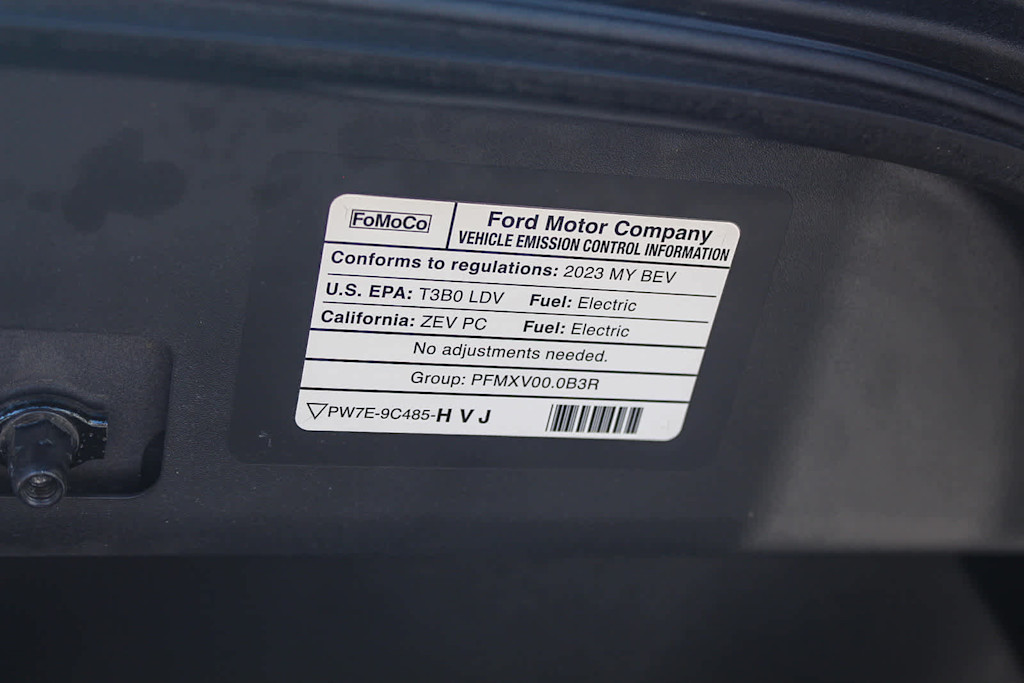 FoMoCo
Ford Motor Company
VEHICLE EMISSION CONTROL INFORMATION
Conforms to regulations: 2023 MY BEV
U.S. EPA: T3B0 LDV Fuel: Electric
California: ZEV PC Fuel: Electric
No adjustments needed.
Group: PFMXV00.0B3R
PW7E-9C485-H V J